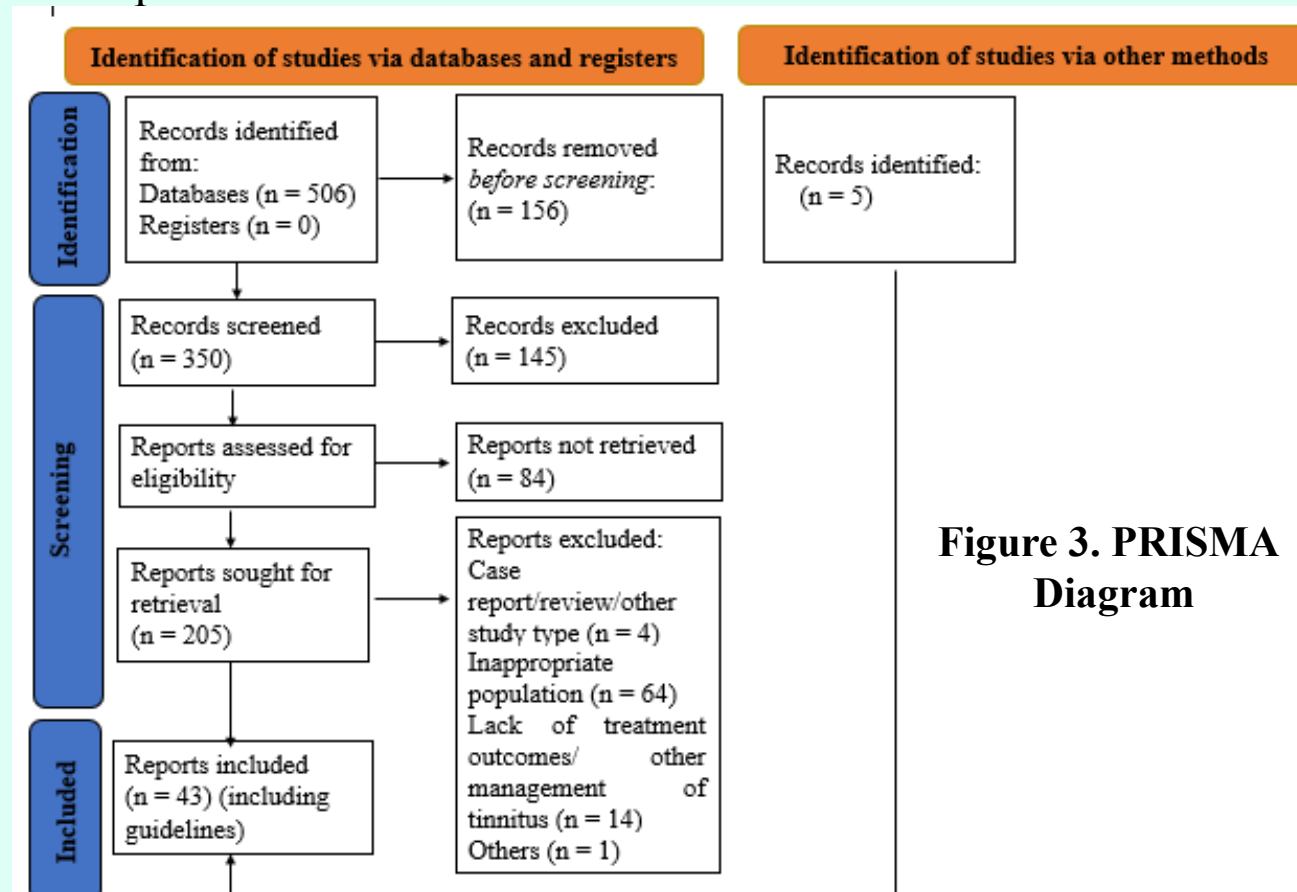 Identification of studies via databases and registers
Identification of studies via other methods
Identification
Records identified
from:
Databases (n = 506)
Registers (n = 0)
Records removed
before screening:
(n = 156)
Records identified:
(n = 5)
Screening
Records screened
(n = 350)
Records excluded
(n = 145)
Reports assessed for
eligibility
Reports not retrieved
(n = 84)
Reports sought for
retrieval
(n = 205)
Reports excluded:
Case
report/review/other
study type (n = 4)
Inappropriate
population (n = 64)
Lack of treatment
outcomes/ other
management of
tinnitus (n = 14)
Others (n = 1)
Figure 3. PRISMA
Diagram
Included
Reports included
(n = 43) (including
guidelines)